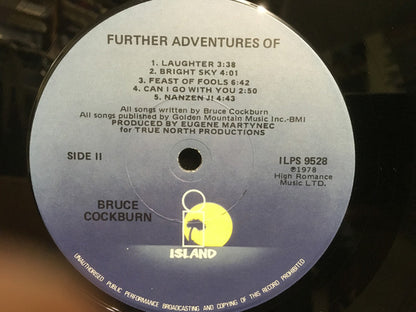 FURTHER ADVENTURES OF
1. LAUGHTER 3:38
2. BRIGHT SKY 4:01
3. FEAST OF FOOLS 6:42
4. CAN I GO WITH YOU 2:50
5. NANZEN JI 4:43
All songs written by Bruce Cockburn
All songs published by Golden Mountain Music Inc.-BMI
PRODUCED BY EUGENE MARTYNEC
for TRUE NORTH PRODUCTIONS
SIDE II
ILPS 9528
℗1978
High Romance
Music LTD.
BRUCE
COCKBURN
ISLAND
UNAUTHORISED PUBLIC PERFORMANCE BROADCASTING AND COPYING OF THIS RECORD PROHIBITED